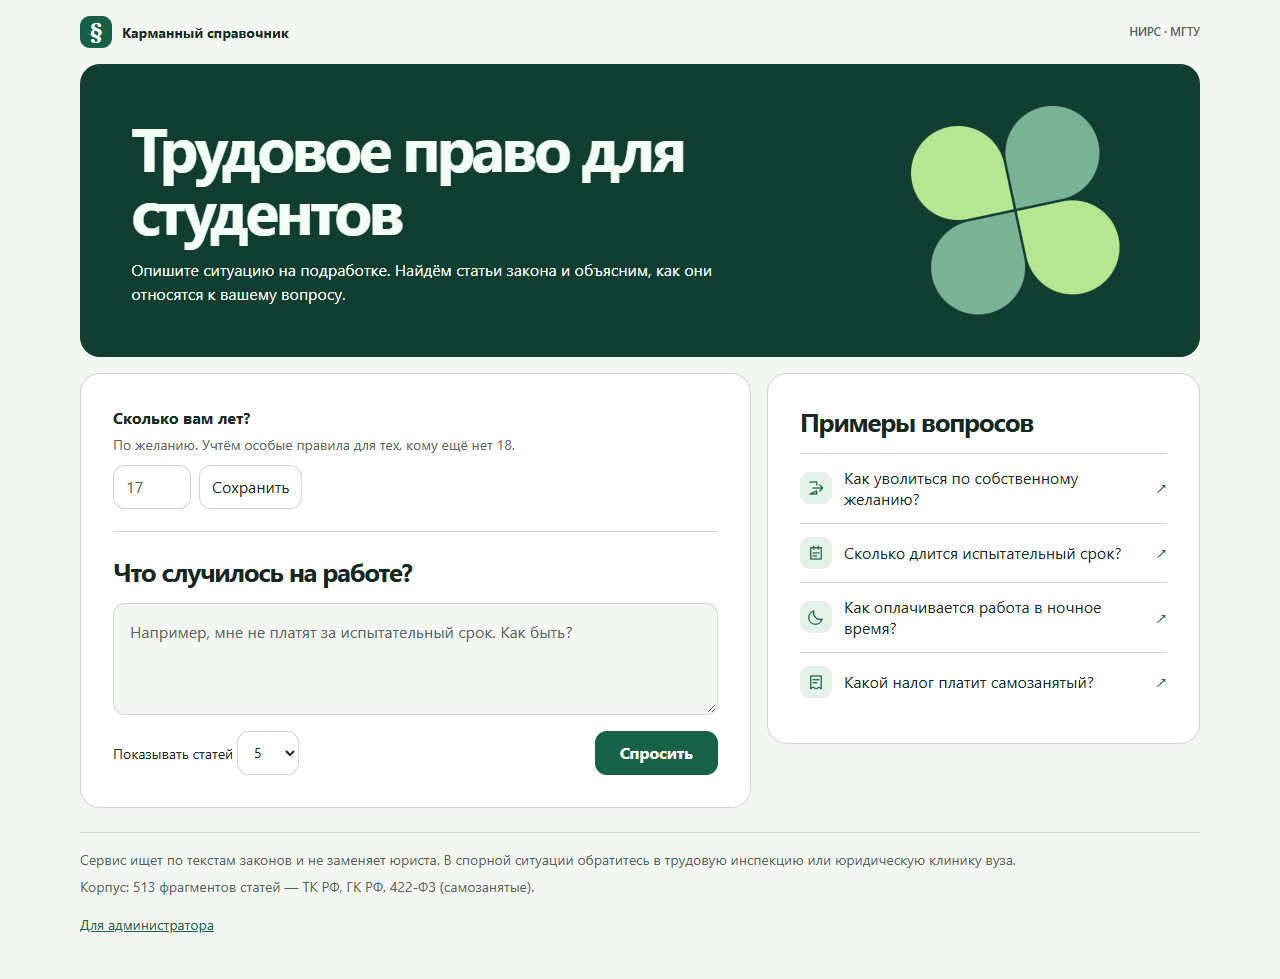 § Карманный справочник
НИРС · МГТУ
Трудовое право для
студентов
Опишите ситуацию на подработке. Найдём статьи закона и объясним, как они
относятся к вашему вопросу.
Сколько вам лет?
По желанию. Учтём особые правила для тех, кому ещё нет 18.
17
Сохранить
Что случилось на работе?
Например, мне не платят за испытательный срок. Как быть?
Показывать статей 5
Спросить
Примеры вопросов
Как уволиться по собственному
желанию?
Сколько длится испытательный срок?
Как оплачивается работа в ночное
время?
Какой налог платит самозанятый?
Сервис ищет по текстам законов и не заменяет юриста. В спорной ситуации обратитесь в трудовую инспекцию или юридическую клинику вуза.
Корпус: 513 фрагментов статей — ТК РФ, ГК РФ, 422-ФЗ (самозанятые).
Для администратора